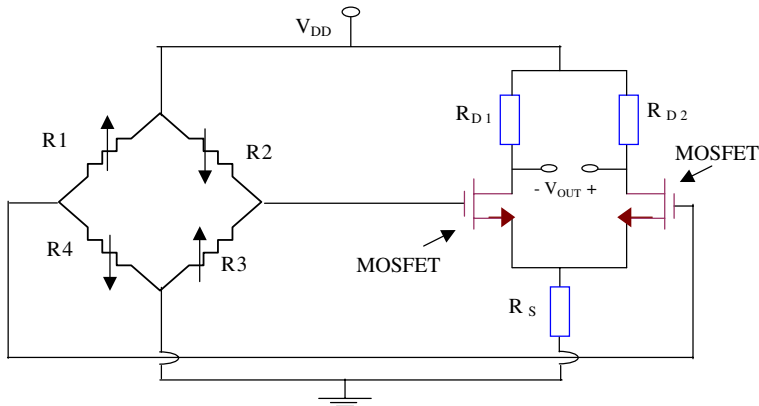 V_DD
R_D1
R_D2
R1
R2
MOSFET
- V_OUT +
R4
R3
MOSFET
R_S